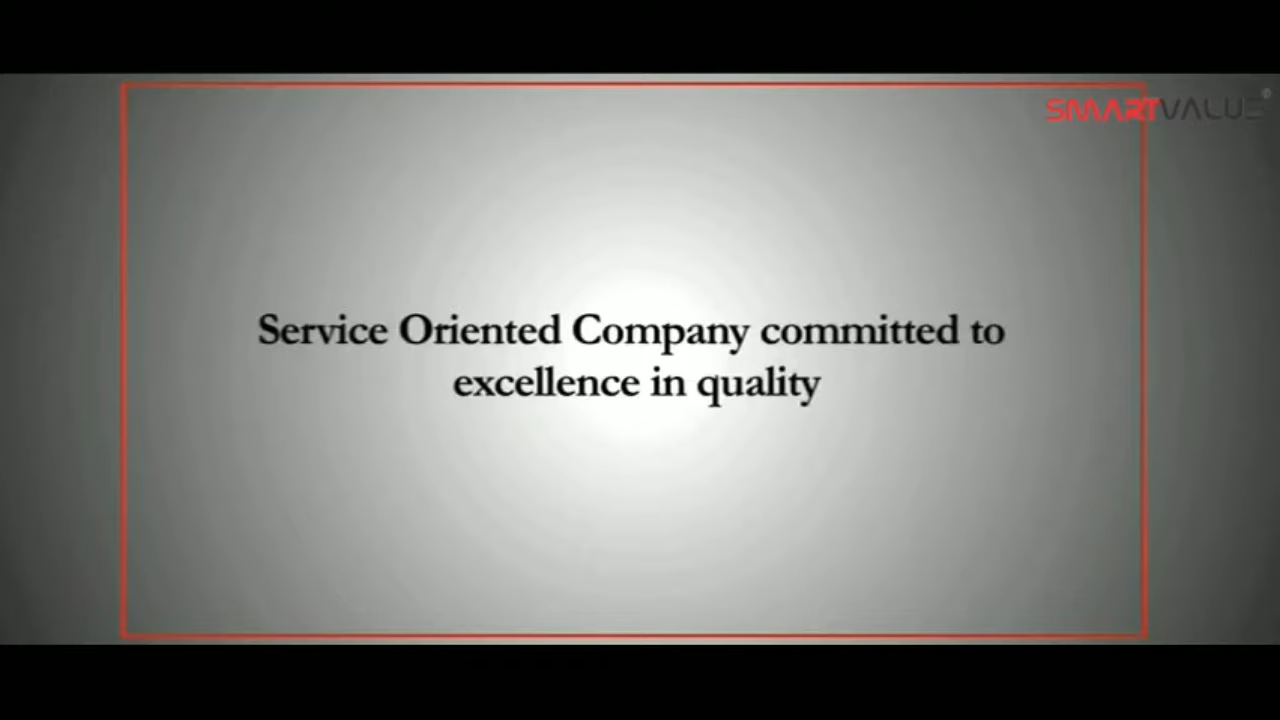 SMARTVALUE®
Service Oriented Company committed to
excellence in quality